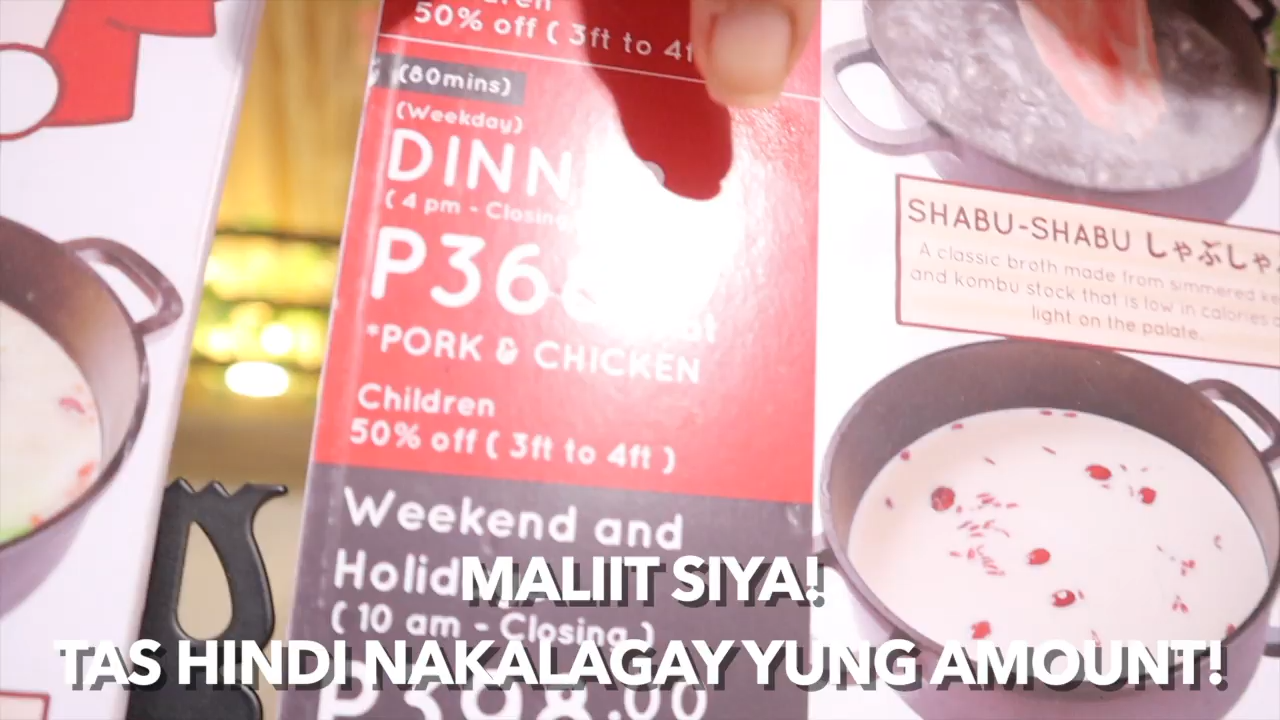 50% off ( 3ft to
(80mins)
(Weekday)
DINN
( 4 pm - Closing
P36
*PORK & CHICKEN
Children
50% off ( 3ft to 4ft )
Weekend and
( 10 am - Closing )
P398.00
SHABU-SHABU しゃぶしゃ
A classic broth made from simmered
and kombu stock that is low in calories
light on the palate.
MALIIT SIYA!
TAS HINDI NAKALAGAY YUNG AMOUNT!